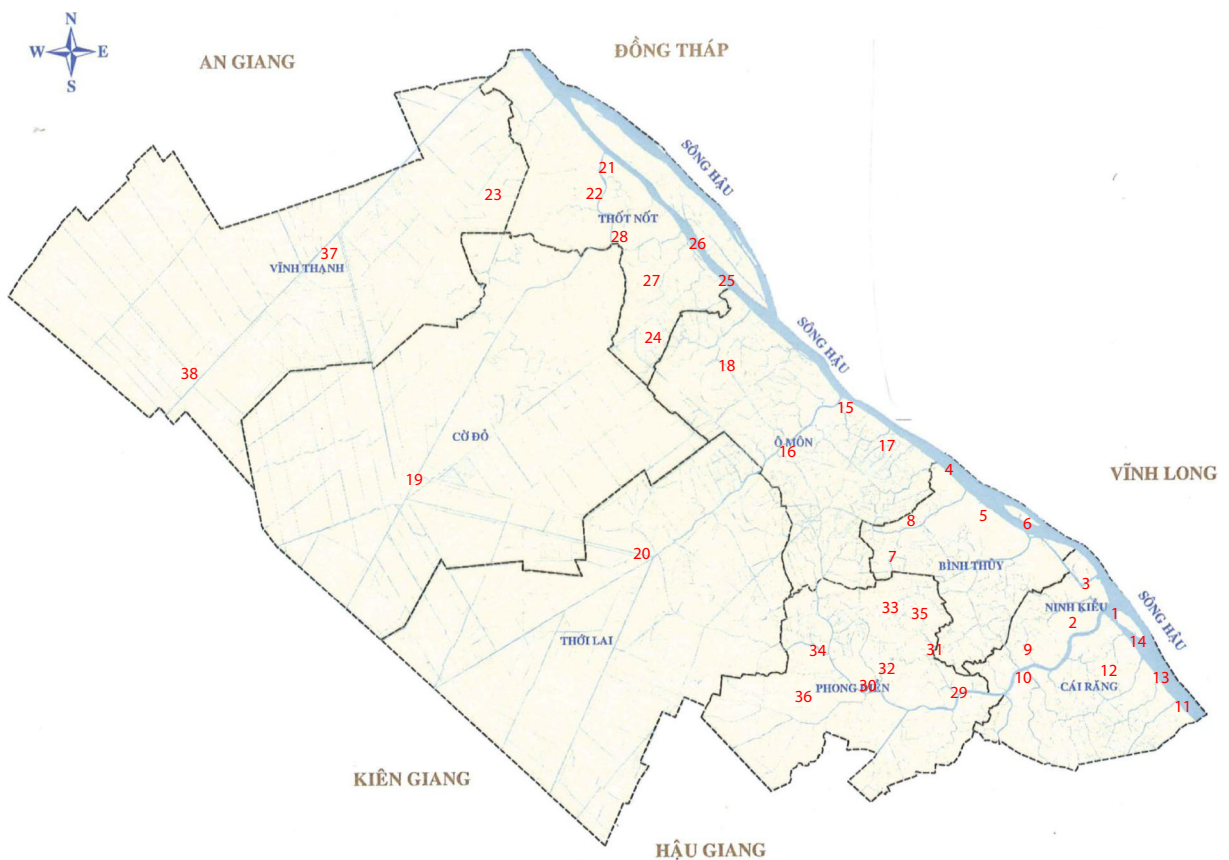 N
W E
S
AN GIANG
ĐỒNG THÁP
SÔNG HẬU
21
22
23
THỐT NỐT
28
26
37
VĨNH THẠNH
27
25
SÔNG HẬU
24
18
38
15
CỜ ĐỎ
Ô MÔN
17
16
VĨNH LONG
4
19
5
8
6
20
7
BÌNH THỦY
3
SÔNG HẬU
33
35
NINH KIỀU
1
2
THỚI LAI
14
34
31
9
32
12
13
10
30
PHONG ĐIỀN
29
CÁI RĂNG
36
11
KIÊN GIANG
HẬU GIANG